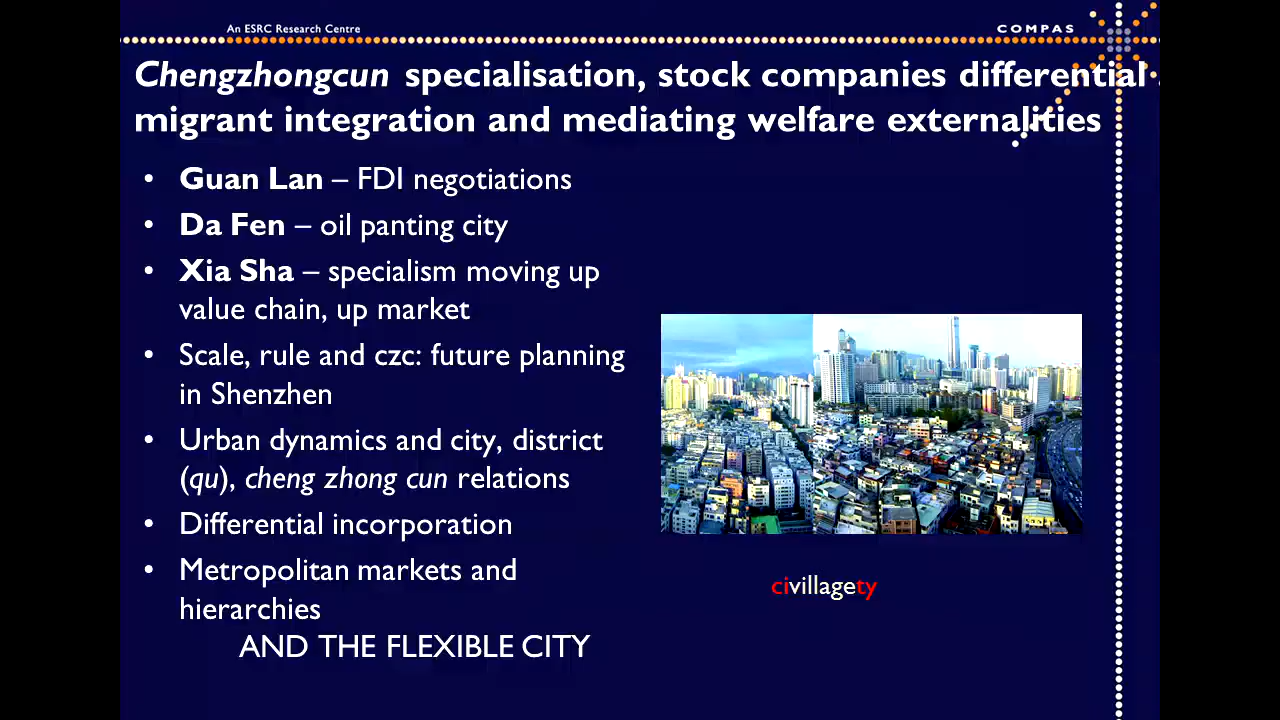 An ESRC Research Centre
COMPAS
Chengzhongcun specialisation, stock companies differential
migrant integration and mediating welfare externalities
• Guan Lan – FDI negotiations
• Da Fen – oil panting city
• Xia Sha – specialism moving up
value chain, up market
• Scale, rule and czc: future planning
in Shenzhen
• Urban dynamics and city, district
(qu), cheng zhong cun relations
• Differential incorporation
• Metropolitan markets and
hierarchies
AND THE FLEXIBLE CITY
civillagety